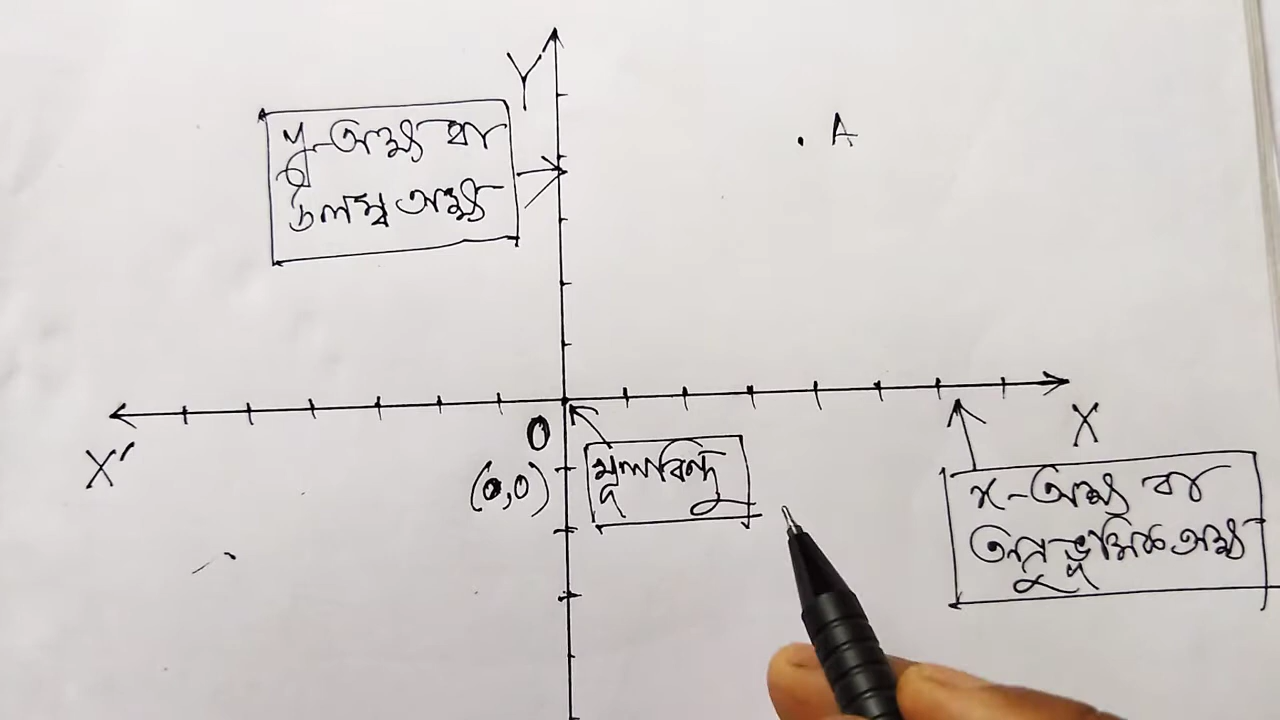 Y
y-অক্ষ বা
উলম্ব অক্ষ
. A
X'
O
X
(0,0)
মূলবিন্দু
x-অক্ষ বা
অনুভূমিক অক্ষ